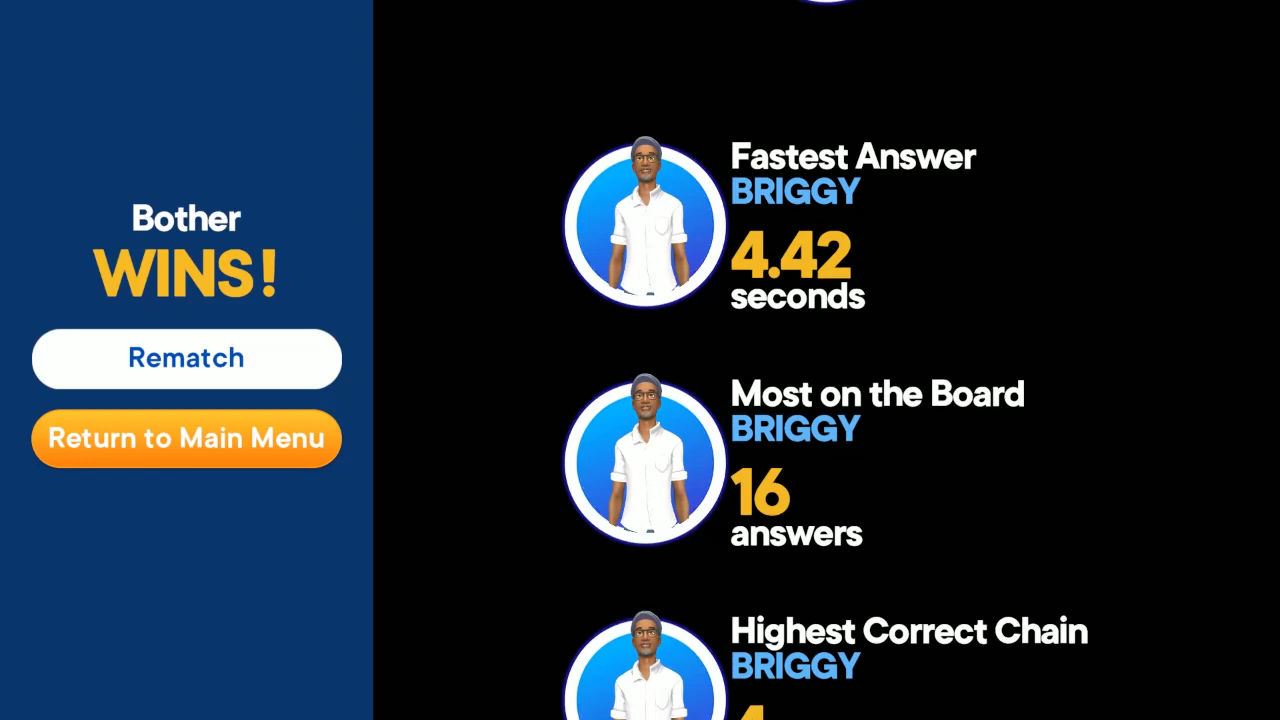 Bother
WINS!
Rematch
Return to Main Menu
Fastest Answer
BRIGGY
4.42
seconds
Most on the Board
BRIGGY
16
answers
Highest Correct Chain
BRIGGY